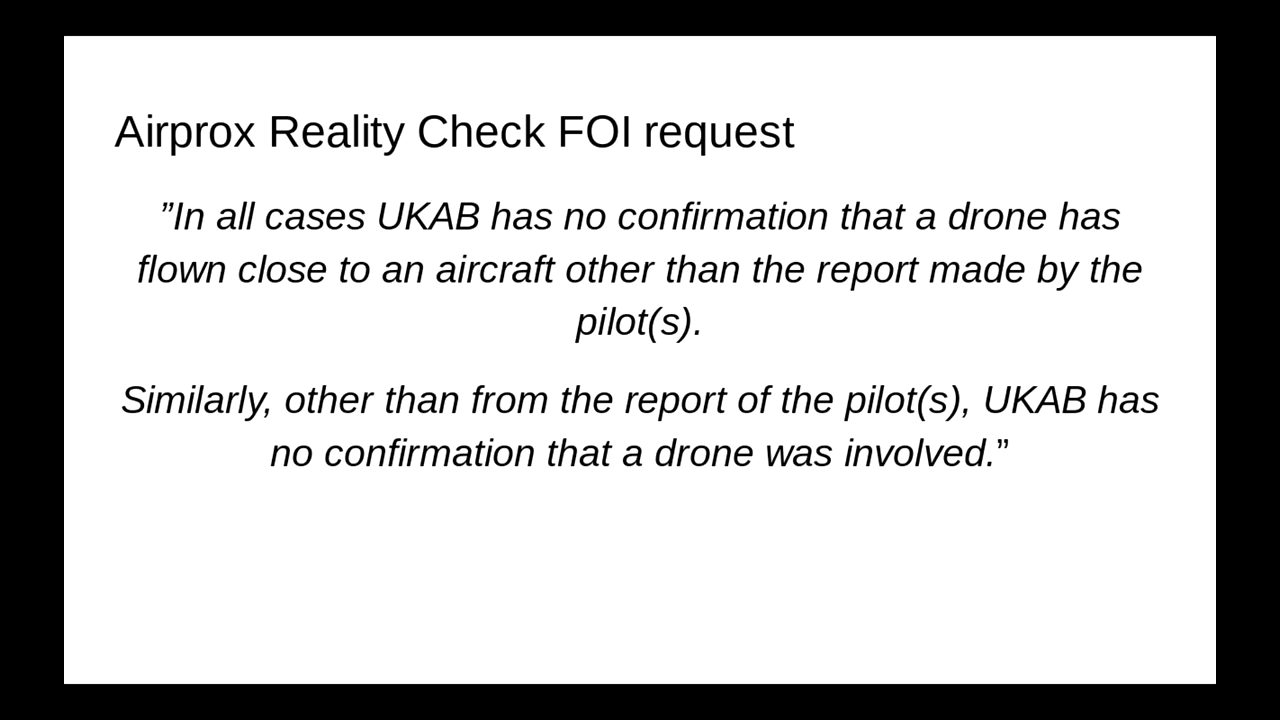 Airprox Reality Check FOI request
”In all cases UKAB has no confirmation that a drone has
flown close to an aircraft other than the report made by the
pilot(s).
Similarly, other than from the report of the pilot(s), UKAB has
no confirmation that a drone was involved.”